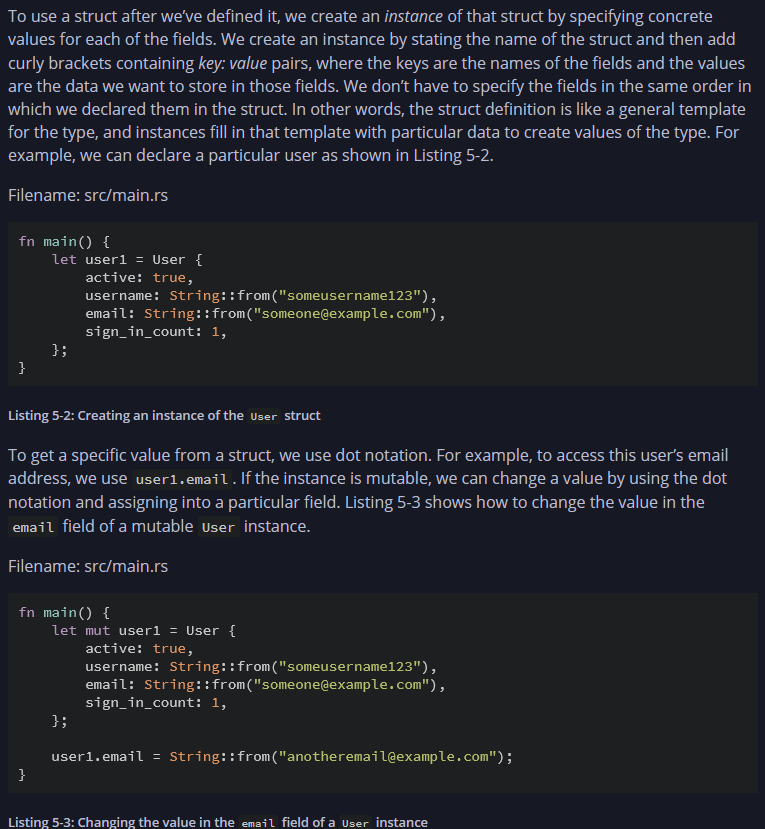 To use a struct after we’ve defined it, we create an instance of that struct by specifying concrete
values for each of the fields. We create an instance by stating the name of the struct and then add
curly brackets containing key: value pairs, where the keys are the names of the fields and the values
are the data we want to store in those fields. We don’t have to specify the fields in the same order in
which we declared them in the struct. In other words, the struct definition is like a general template
for the type, and instances fill in that template with particular data to create values of the type. For
example, we can declare a particular user as shown in Listing 5-2.
Filename: src/main.rs
fn main() {
    let user1 = User {
        active: true,
        username: String::from("someusername123"),
        email: String::from("someone@example.com"),
        sign_in_count: 1,
    };
}
Listing 5-2: Creating an instance of the User struct
To get a specific value from a struct, we use dot notation. For example, to access this user’s email
address, we use user1.email. If the instance is mutable, we can change a value by using the dot
notation and assigning into a particular field. Listing 5-3 shows how to change the value in the
email field of a mutable User instance.
Filename: src/main.rs
fn main() {
    let mut user1 = User {
        active: true,
        username: String::from("someusername123"),
        email: String::from("someone@example.com"),
        sign_in_count: 1,
    };
    user1.email = String::from("anotheremail@example.com");
}
Listing 5-3: Changing the value in the email field of a User instance